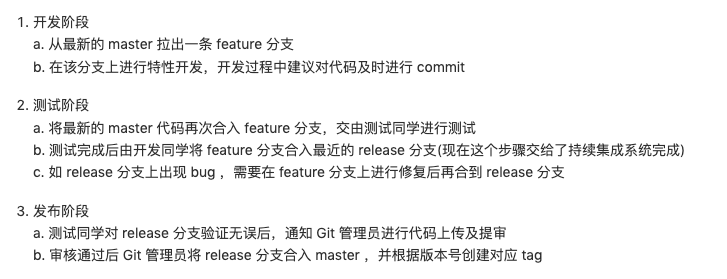 1. 开发阶段
a. 从最新的 master 拉出一条 feature 分支
b. 在该分支上进行特性开发，开发过程中建议对代码及时进行 commit
2. 测试阶段
a. 将最新的 master 代码再次合入 feature 分支，交由测试同学进行测试
b. 测试完成后由开发同学将 feature 分支合入最近的 release 分支(现在这个步骤交给了持续集成系统完成)
c. 如 release 分支上出现 bug ，需要在 feature 分支上进行修复后再合到 release 分支
3. 发布阶段
a. 测试同学对 release 分支验证无误后，通知 Git 管理员进行代码上传及提审
b. 审核通过后 Git 管理员将 release 分支合入 master ，并根据版本号创建对应 tag